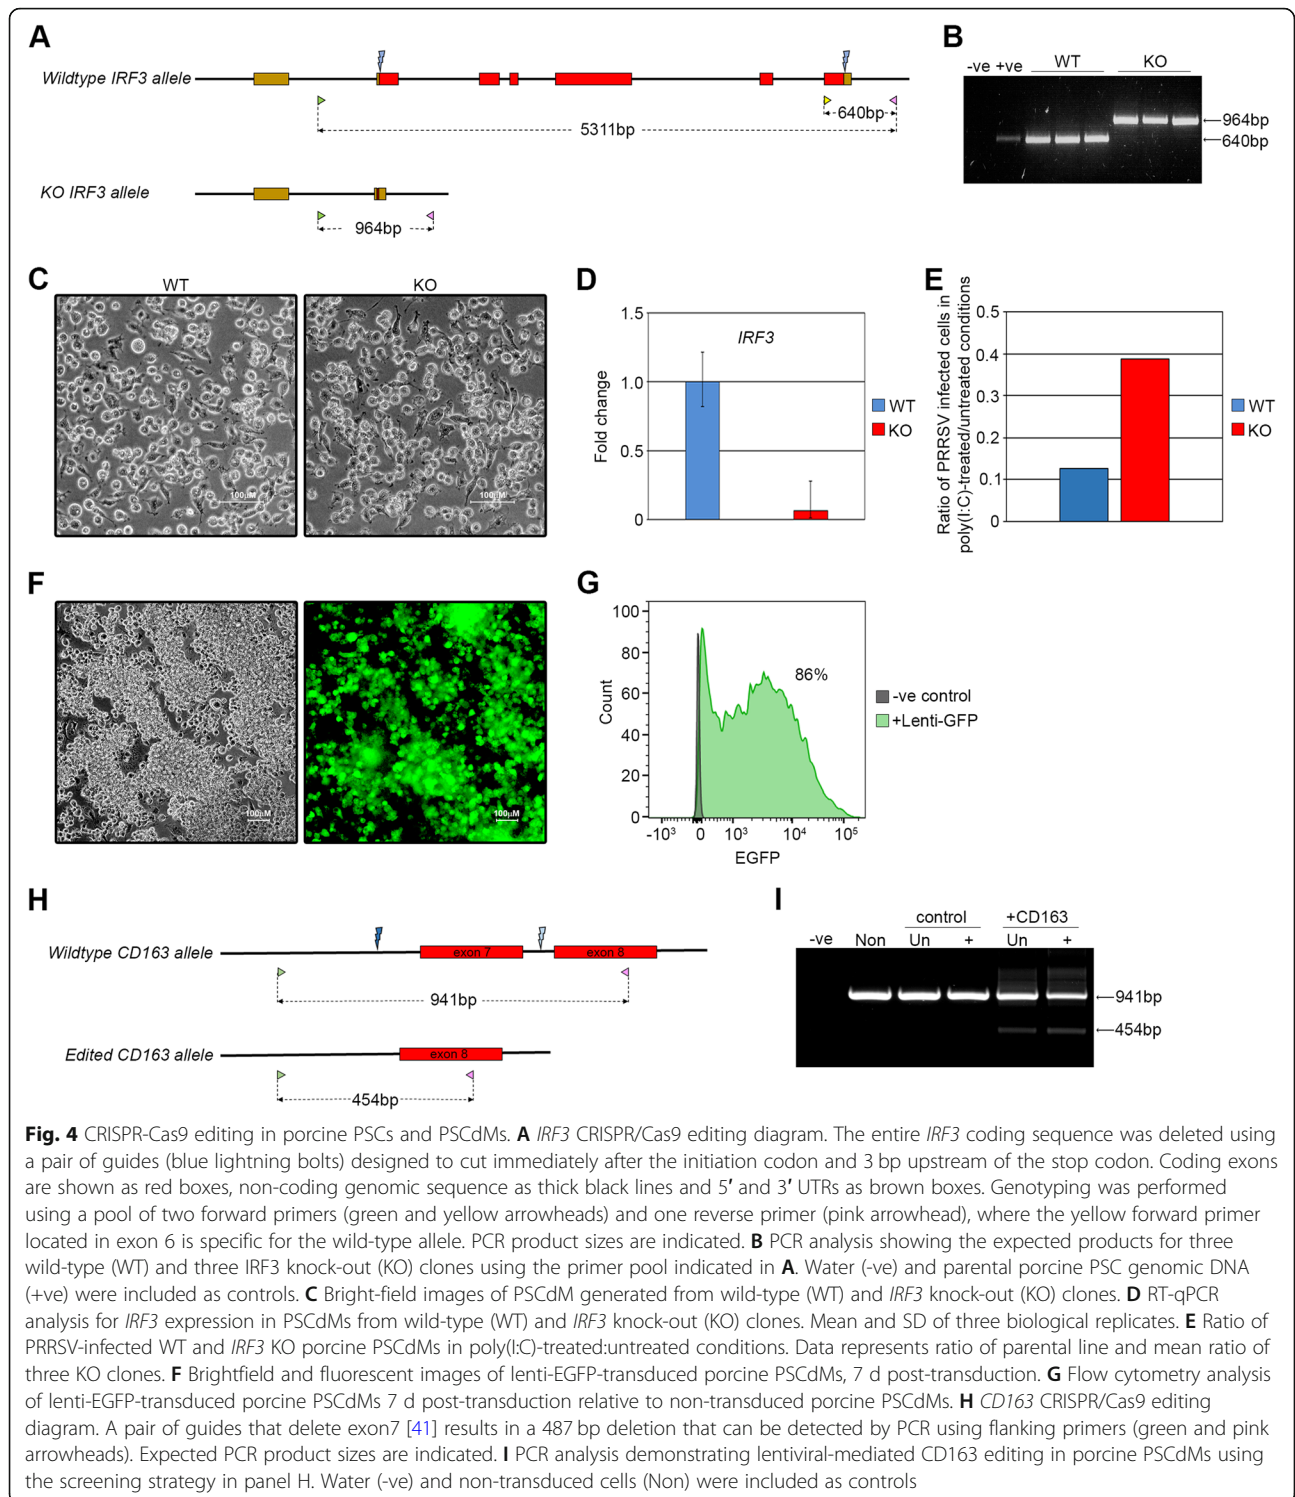 A
Wildtype IRF3 allele
640bp
5311bp
KO IRF3 allele
964bp
B
-ve +ve WT KO
964bp
640bp
C
WT KO
100µM 100µM
D
1.5
IRF3
1.0
0.5
0
Fold change
WT
KO
E
Ratio of PRRSV infected cells in
poly(I:C)-treated/untreated conditions
0.5
0.4
0.3
0.2
0.1
0
WT
KO
F
100µM 100µM
G
100
80
60
40
20
0
Count
86%
-10³ 0 10³ 10⁴ 10⁵
EGFP
-ve control
+Lenti-GFP
H
Wildtype CD163 allele
exon 7 exon 8
941bp
Edited CD163 allele
exon 8
454bp
I
control +CD163
-ve Non Un + Un +
941bp
454bp
Fig. 4 CRISPR-Cas9 editing in porcine PSCs and PSCdMs. A IRF3 CRISPR/Cas9 editing diagram. The entire IRF3 coding sequence was deleted using
a pair of guides (blue lightning bolts) designed to cut immediately after the initiation codon and 3 bp upstream of the stop codon. Coding exons
are shown as red boxes, non-coding genomic sequence as thick black lines and 5′ and 3′ UTRs as brown boxes. Genotyping was performed
using a pool of two forward primers (green and yellow arrowheads) and one reverse primer (pink arrowhead), where the yellow forward primer
located in exon 6 is specific for the wild-type allele. PCR product sizes are indicated. B PCR analysis showing the expected products for three
wild-type (WT) and three IRF3 knock-out (KO) clones using the primer pool indicated in A. Water (-ve) and parental porcine PSC genomic DNA
(+ve) were included as controls. C Bright-field images of PSCdM generated from wild-type (WT) and IRF3 knock-out (KO) clones. D RT-qPCR
analysis for IRF3 expression in PSCdMs from wild-type (WT) and IRF3 knock-out (KO) clones. Mean and SD of three biological replicates. E Ratio of
PRRSV-infected WT and IRF3 KO porcine PSCdMs in poly(I:C)-treated:untreated conditions. Data represents ratio of parental line and mean ratio of
three KO clones. F Brightfield and fluorescent images of lenti-EGFP-transduced porcine PSCdMs, 7 d post-transduction. G Flow cytometry analysis
of lenti-EGFP-transduced porcine PSCdMs 7 d post-transduction relative to non-transduced porcine PSCdMs. H CD163 CRISPR/Cas9 editing
diagram. A pair of guides that delete exon7 [41] results in a 487 bp deletion that can be detected by PCR using flanking primers (green and pink
arrowheads). Expected PCR product sizes are indicated. I PCR analysis demonstrating lentiviral-mediated CD163 editing in porcine PSCdMs using
the screening strategy in panel H. Water (-ve) and non-transduced cells (Non) were included as controls